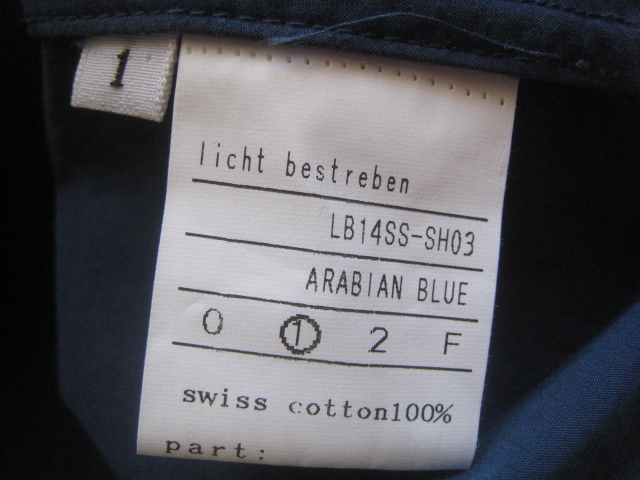 1
licht bestreben
LB14SS-SH03
ARABIAN BLUE
0 1 2 F
swiss cotton100%
part: